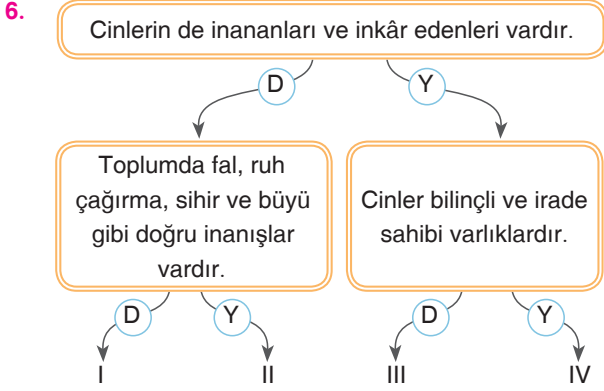 6.
Cinlerin de inananları ve inkâr edenleri vardır.
D
Y
Toplumda fal, ruh
çağırma, sihir ve büyü
gibi doğru inanışlar
vardır.
Cinler bilinçli ve irade
sahibi varlıklardır.
D
Y
D
Y
I
II
III
IV